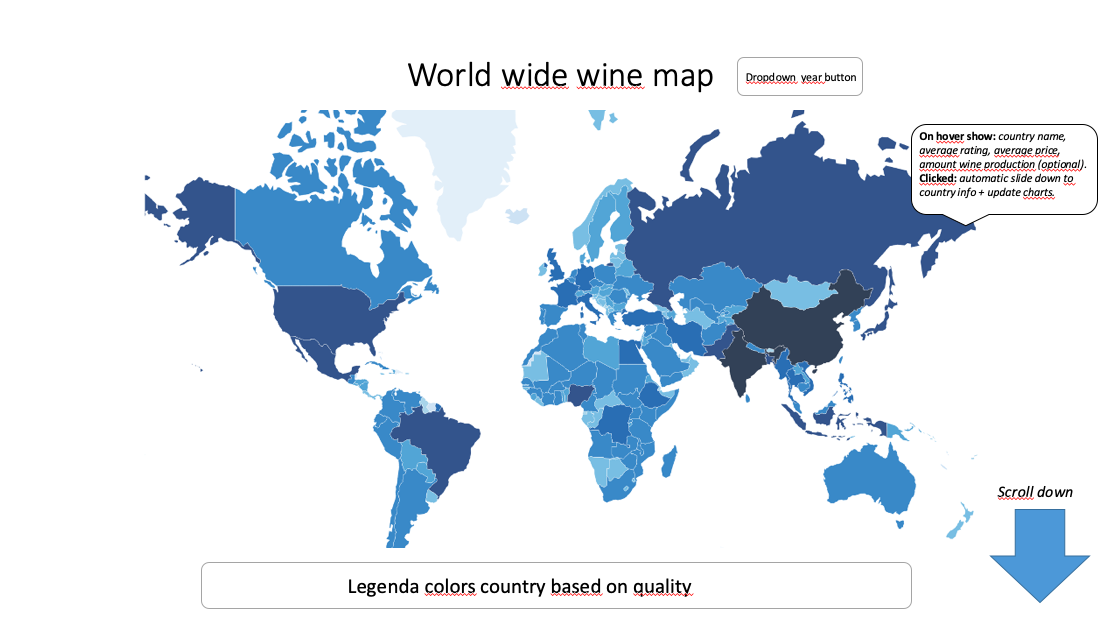 World wide wine map
Dropdown year button
On hover show: country name,
average rating, average price,
amount wine production (optional).
Clicked: automatic slide down to
country info + update charts.
Scroll down
Legenda colors country based on quality